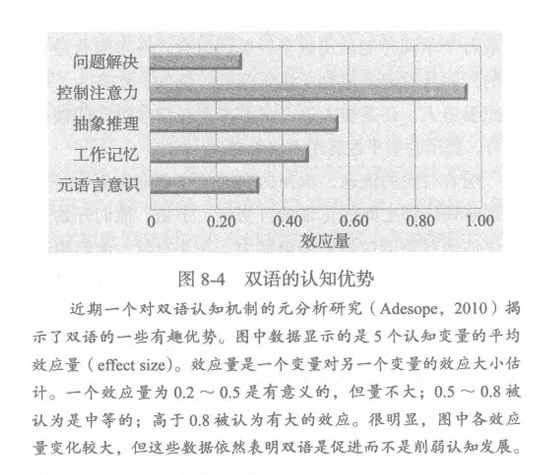 问题解决
控制注意力
抽象推理
工作记忆
元语言意识
0 0.20 0.40 0.60 0.80 1.00
效应量
图 8-4 双语的认知优势
近期一个对双语认知机制的元分析研究（Adesope，2010）揭
示了双语的一些有趣优势。图中数据显示的是 5 个认知变量的平均
效应量（effect size）。效应量是一个变量对另一个变量的效应大小估
计。一个效应量为 0.2 ～ 0.5 是有意义的，但量不大；0.5 ～ 0.8 被
认为是中等的；高于 0.8 被认为有大的效应。很明显，图中各效应
量变化较大，但这些数据依然表明双语是促进而不是削弱认知发展。